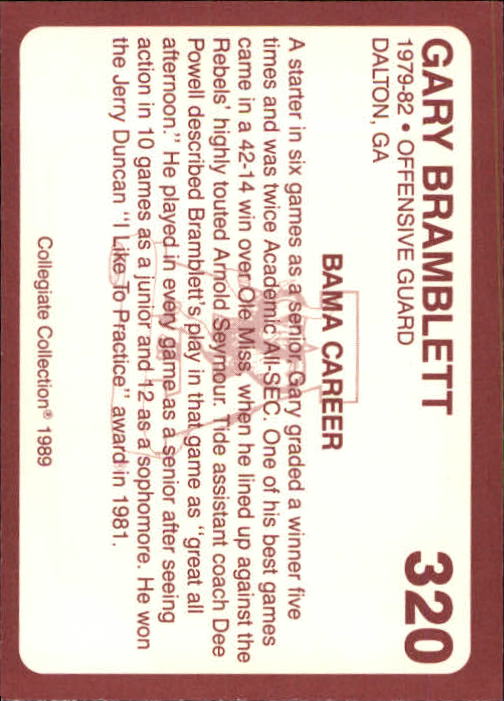 GARY BRAMBLETT 320
1979-82 • OFFENSIVE GUARD
DALTON, GA
BAMA CAREER
A starter in six games as a senior, Gary graded a winner five
times and was twice Academic All-SEC. One of his best games
came in a 42-14 win over Ole Miss, when he lined up against the
Rebels' highly touted Arnold Seymour. Tide assistant coach Dee
Powell described Bramblett's play in that game as "great all
afternoon." He played in every game as a senior after seeing
action in 10 games as a junior and 12 as a sophomore. He won
the Jerry Duncan "I Like To Practice" award in 1981.
Collegiate Collection® 1989